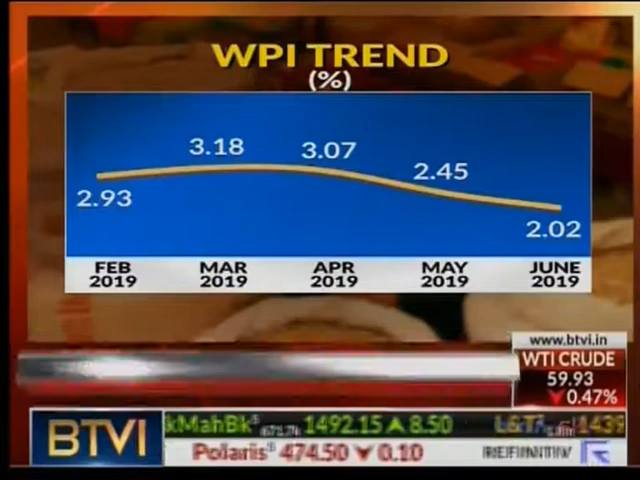 WPI TREND
(%)
3.18
3.07
2.45
2.93
2.02
FEB
2019
MAR
2019
APR
2019
MAY
2019
JUNE
2019
www.btvi.in
WTI CRUDE
59.93
▼0.47%
BTVI
kMahBk 1492.15 ▲ 8.50 L&T 1439
Polaris 474.50 ▼ 0.10